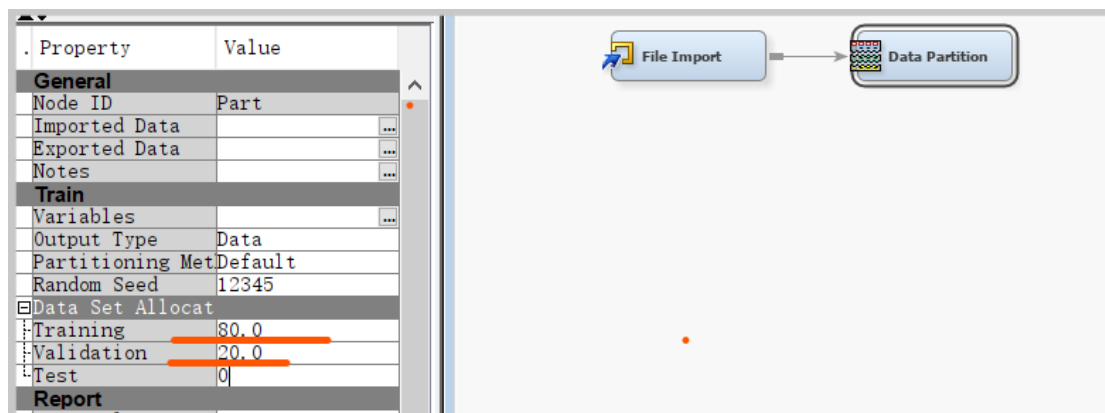 . Property Value
General
Node ID Part
Imported Data ...
Exported Data ...
Notes ...
Train
Variables ...
Output Type Data
Partitioning Met Default
Random Seed 12345
Data Set Allocat
Training 80.0
Validation 20.0
Test 0
Report
File Import
Data Partition